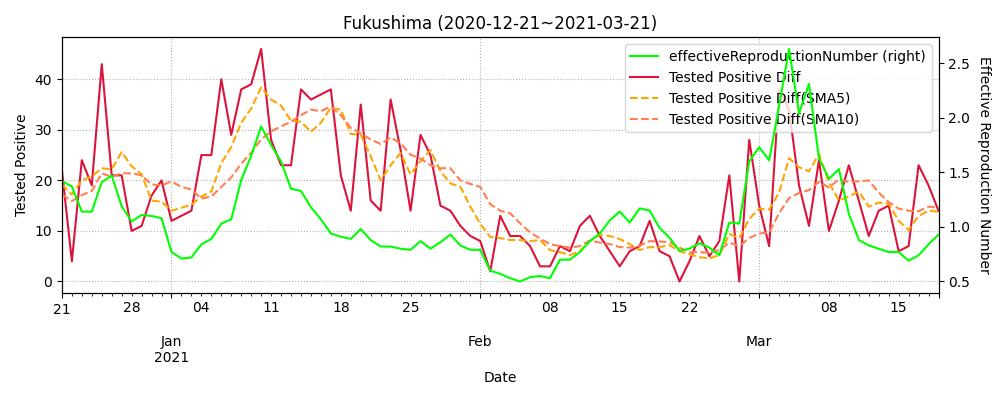 Fukushima (2020-12-21~2021-03-21)
effectiveReproductionNumber (right)
Tested Positive Diff
Tested Positive Diff(SMA5)
Tested Positive Diff(SMA10)
Tested Positive
40
30
20
10
0
Effective Reproduction Number
2.5
2.0
1.5
1.0
0.5
21 28 04 11 18 25 08 15 22 08 15
Jan Feb Mar
2021
Date